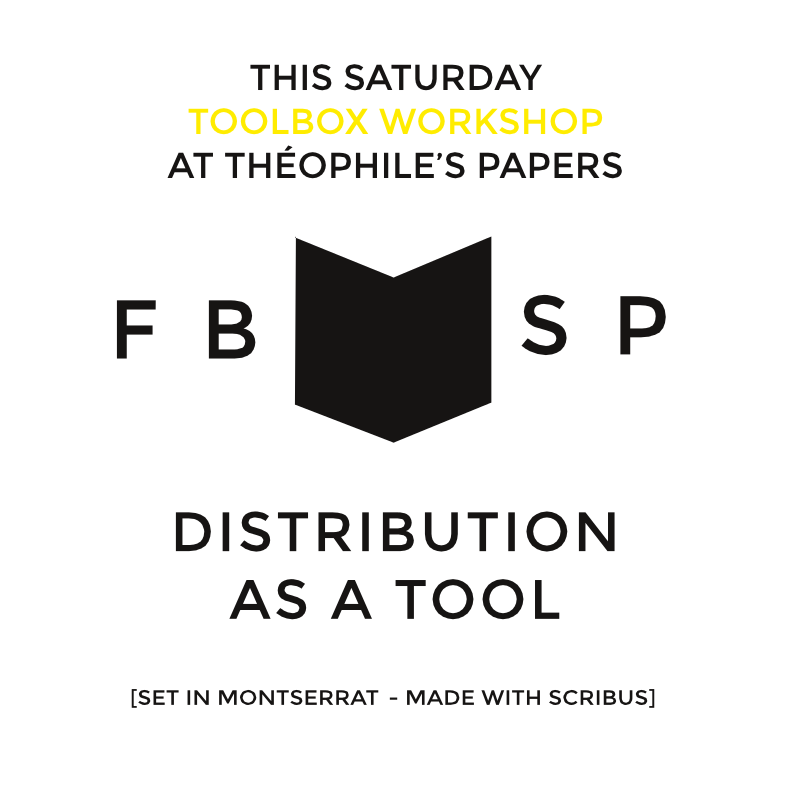 THIS SATURDAY
TOOLBOX WORKSHOP
AT THÉOPHILE’S PAPERS
F B S P
DISTRIBUTION
AS A TOOL
[SET IN MONTSERRAT - MADE WITH SCRIBUS]